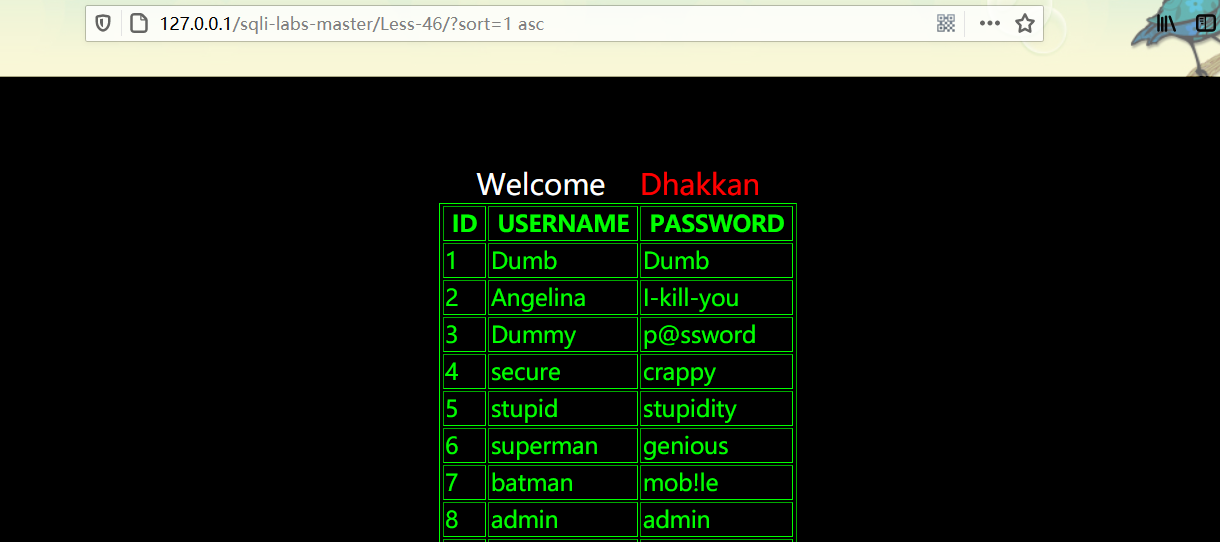 127.0.0.1/sqli-labs-master/Less-46/?sort=1 asc
Welcome Dhakkan
ID USERNAME PASSWORD
1 Dumb Dumb
2 Angelina I-kill-you
3 Dummy p@ssword
4 secure crappy
5 stupid stupidity
6 superman genious
7 batman mob!le
8 admin admin